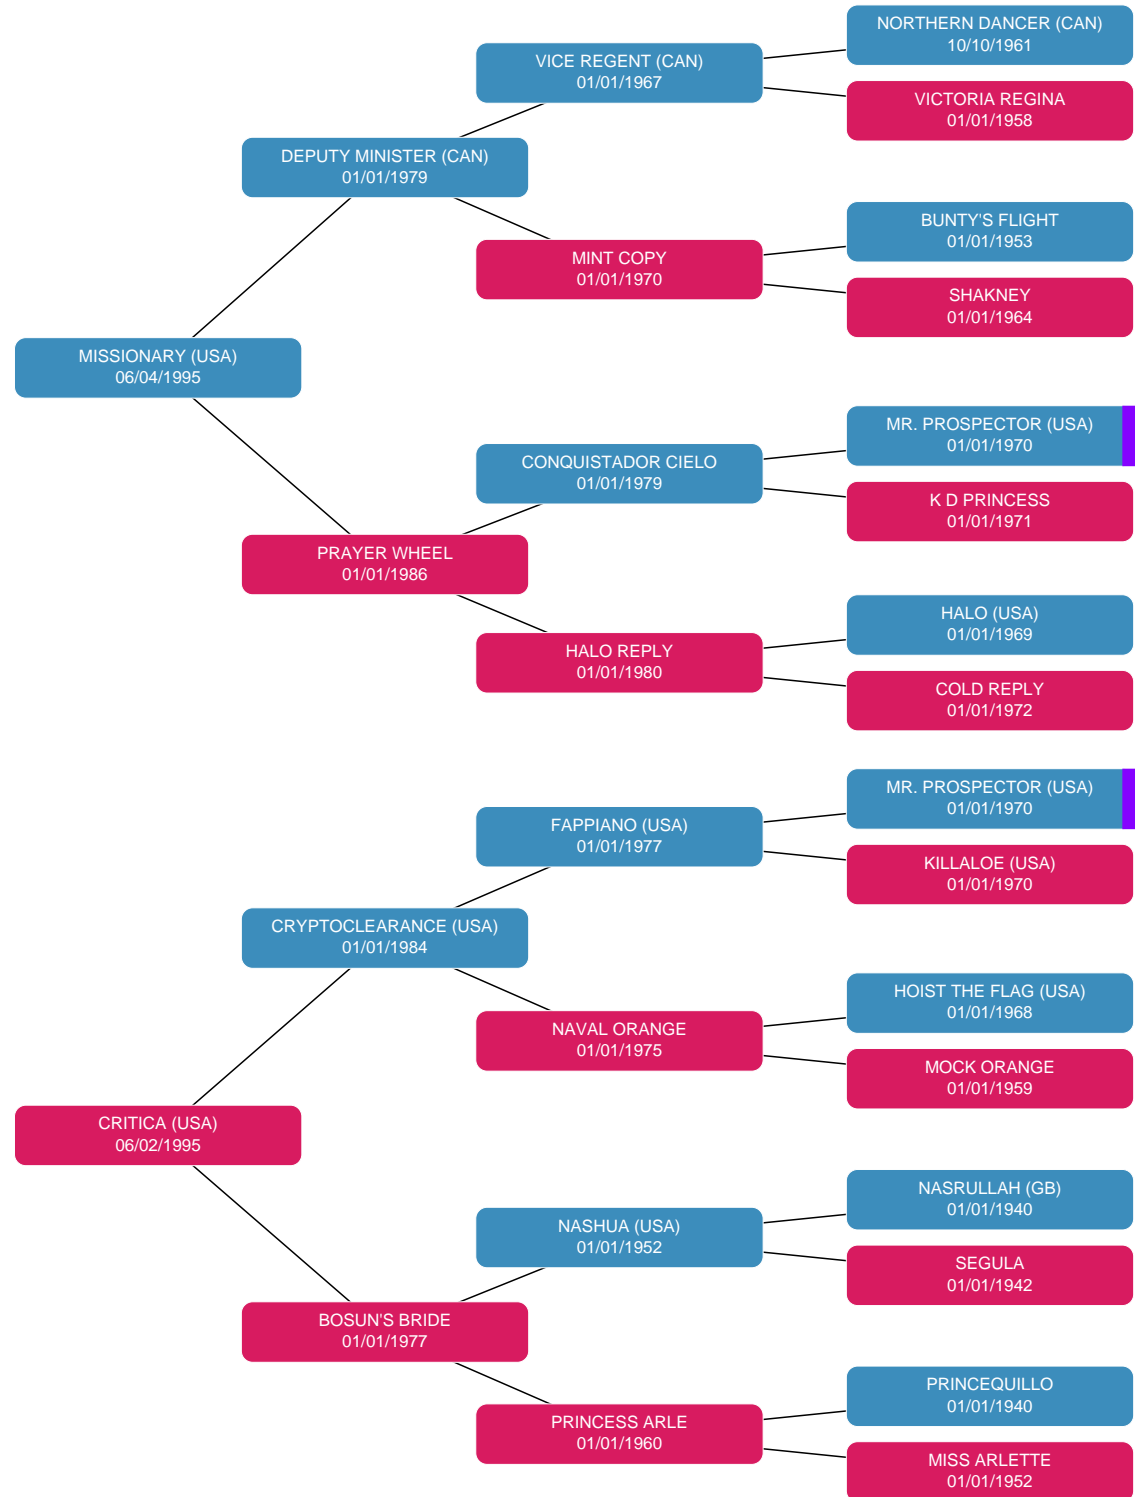 NORTHERN DANCER (CAN)
10/10/1961
VICE REGENT (CAN)
01/01/1967
VICTORIA REGINA
01/01/1958
DEPUTY MINISTER (CAN)
01/01/1979
BUNTY'S FLIGHT
01/01/1953
MINT COPY
01/01/1970
SHAKNEY
01/01/1964
MISSIONARY (USA)
06/04/1995
MR. PROSPECTOR (USA)
01/01/1970
CONQUISTADOR CIELO
01/01/1979
K D PRINCESS
01/01/1971
PRAYER WHEEL
01/01/1986
HALO (USA)
01/01/1969
HALO REPLY
01/01/1980
COLD REPLY
01/01/1972
MR. PROSPECTOR (USA)
01/01/1970
FAPPIANO (USA)
01/01/1977
KILLALOE (USA)
01/01/1970
CRYPTOCLEARANCE (USA)
01/01/1984
HOIST THE FLAG (USA)
01/01/1968
NAVAL ORANGE
01/01/1975
MOCK ORANGE
01/01/1959
CRITICA (USA)
06/02/1995
NASRULLAH (GB)
01/01/1940
NASHUA (USA)
01/01/1952
SEGULA
01/01/1942
BOSUN'S BRIDE
01/01/1977
PRINCEQUILLO
01/01/1940
PRINCESS ARLE
01/01/1960
MISS ARLETTE
01/01/1952